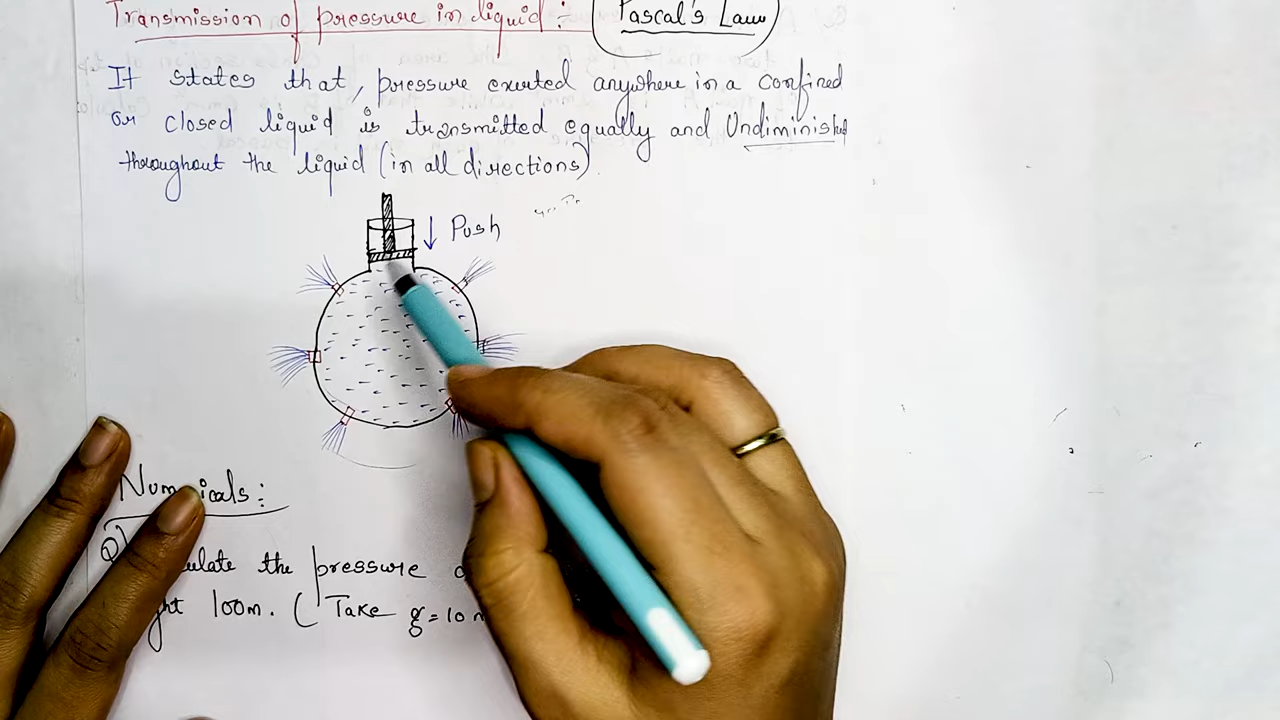 Transmission of pressure in liquid :- Pascal's Law
It states that, pressure exerted anywhere in a confined
or closed liquid is transmitted equally and Undiminished
throughout the liquid (in all directions).
Push
Numericals :
Q) the pressure
100m. ( Take g = 10